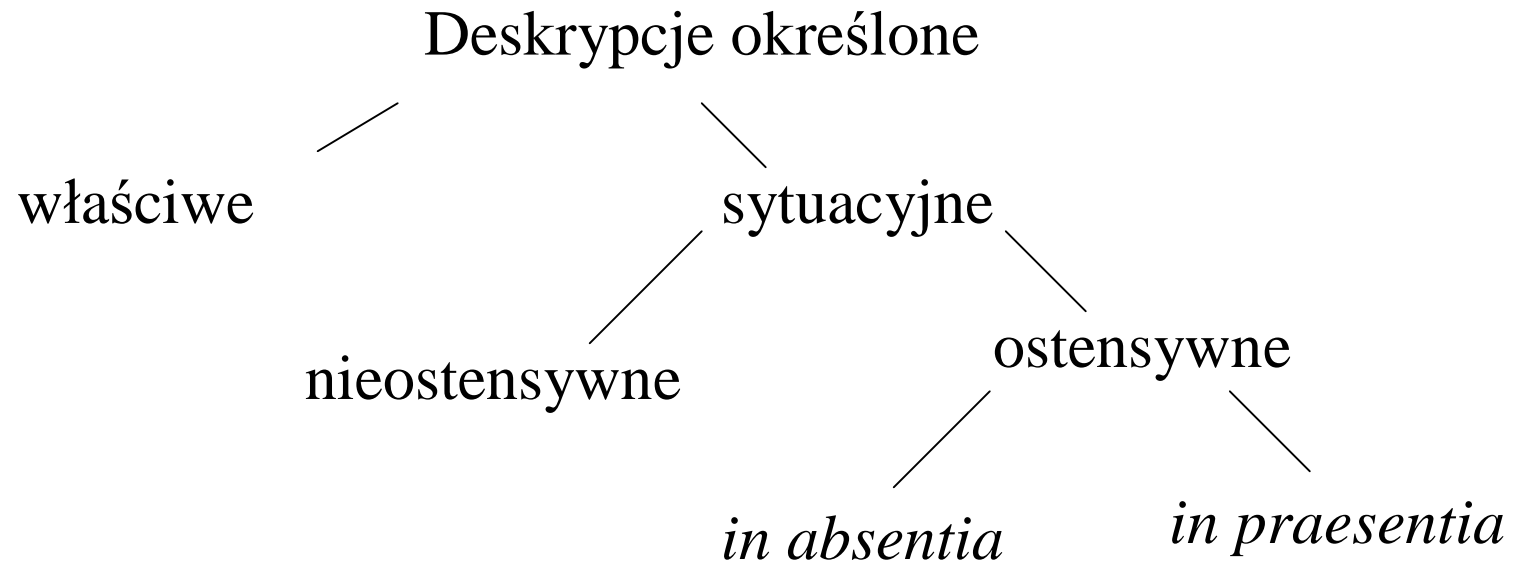 Deskrypcje określone
właściwe
sytuacyjne
nieostensywne
ostensywne
in absentia
in praesentia